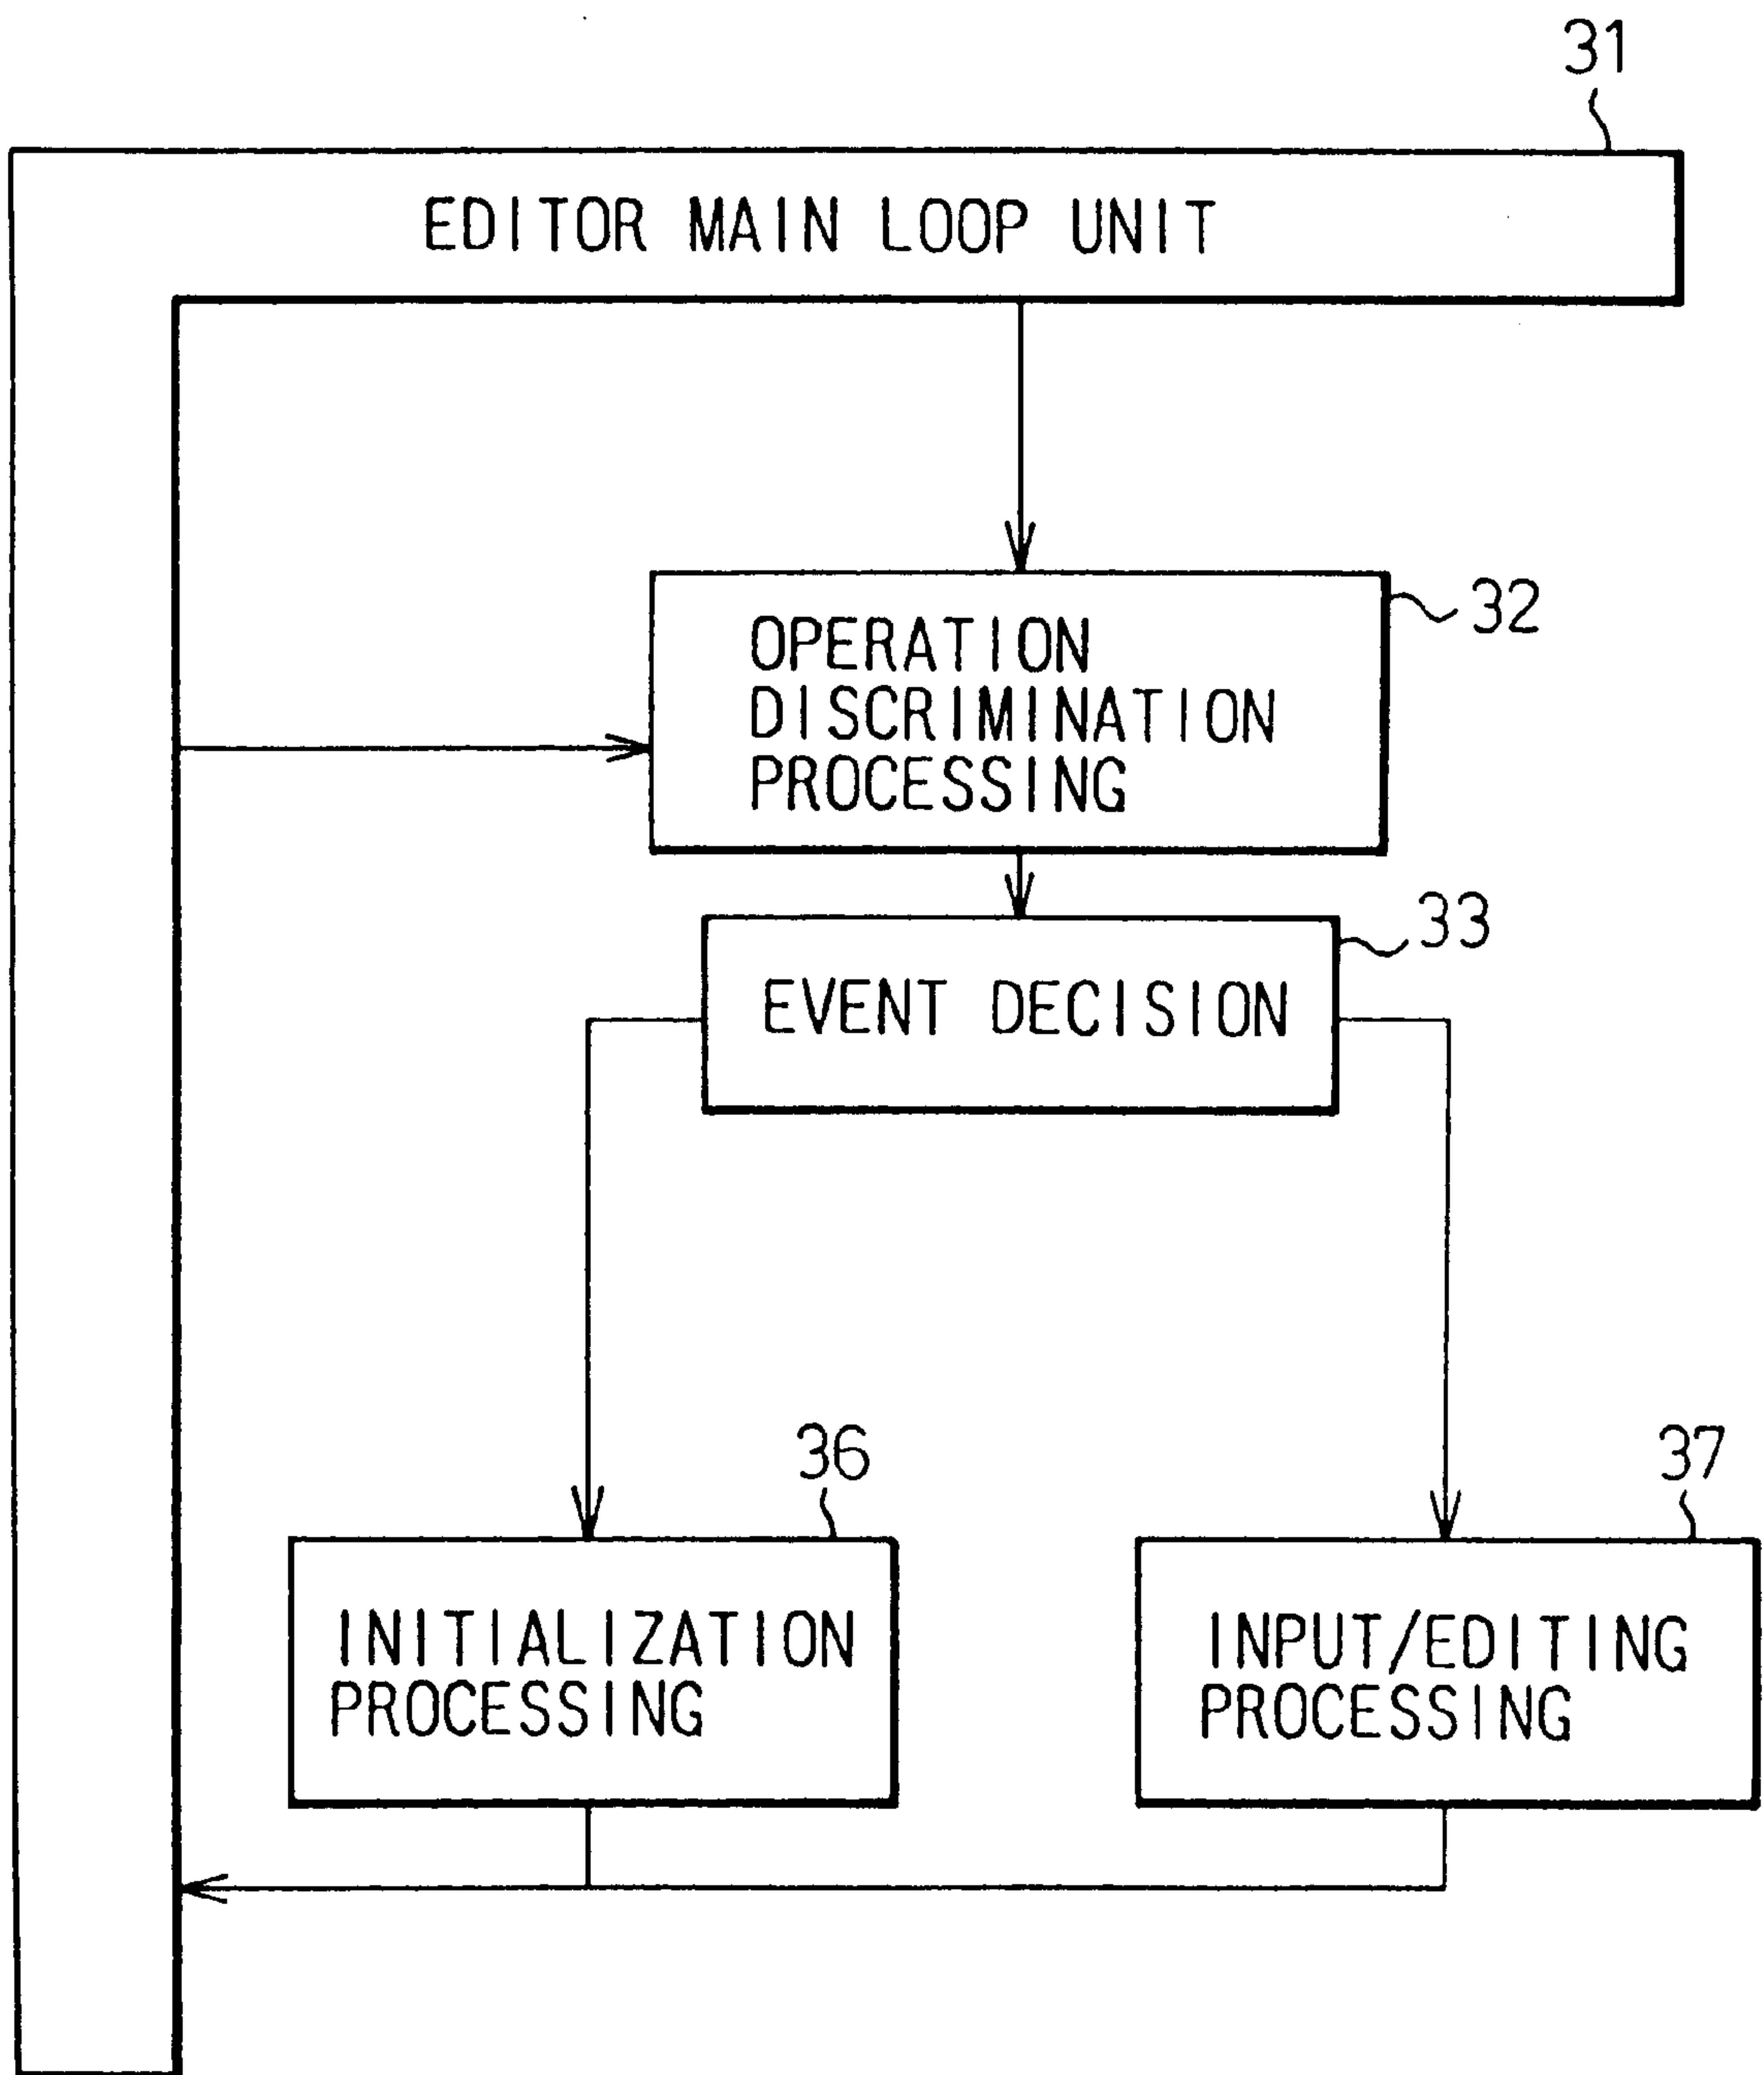 31
EDITOR MAIN LOOP UNIT
32
OPERATION
DISCRIMINATION
PROCESSING
33
EVENT DECISION
36
INITIALIZATION
PROCESSING
37
INPUT/EDITING
PROCESSING